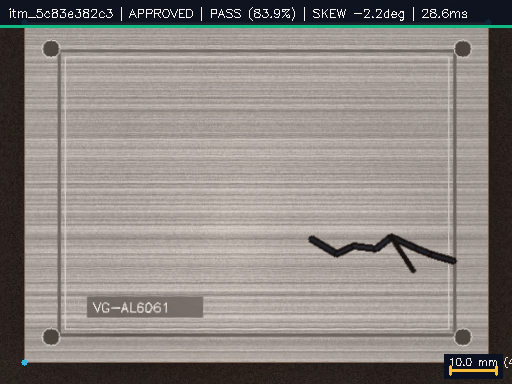 itm_5c83e382c3 | APPROVED | PASS (83.9%) | SKEW -2.2deg | 28.6ms
VG-AL6061
10.0 mm (